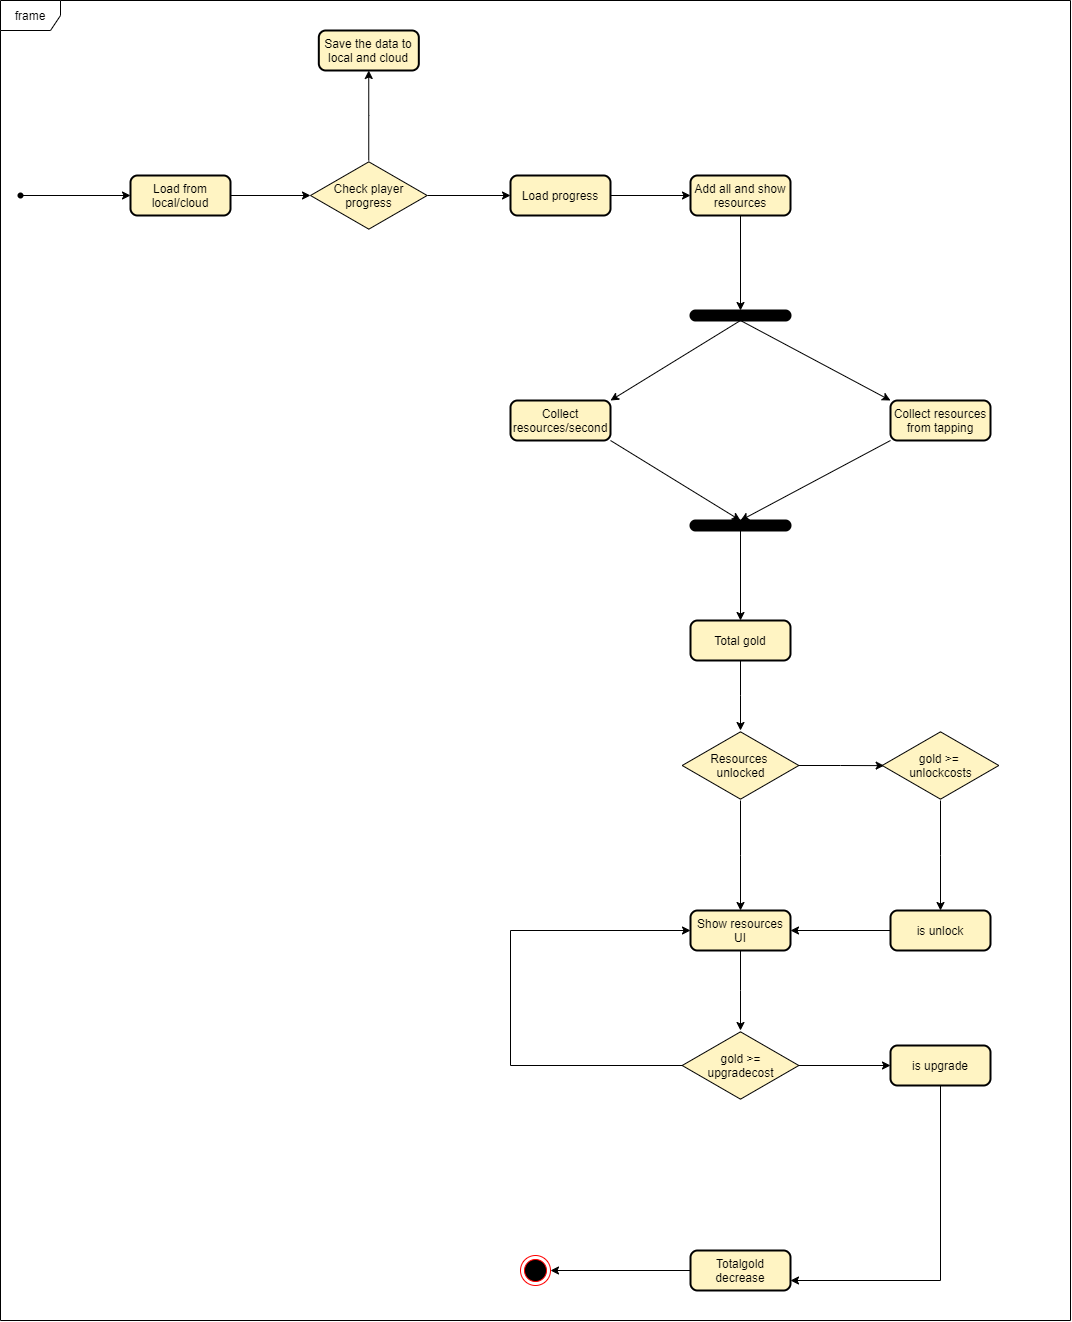 frame
Save the data to
local and cloud
Load from
local/cloud
Check player
progress
Load progress
Add all and show
resources
Collect
resources/second
Collect resources
from tapping
Total gold
Resources
unlocked
gold >=
unlockcosts
Show resources
UI
is unlock
gold >=
upgradecost
is upgrade
Totalgold
decrease